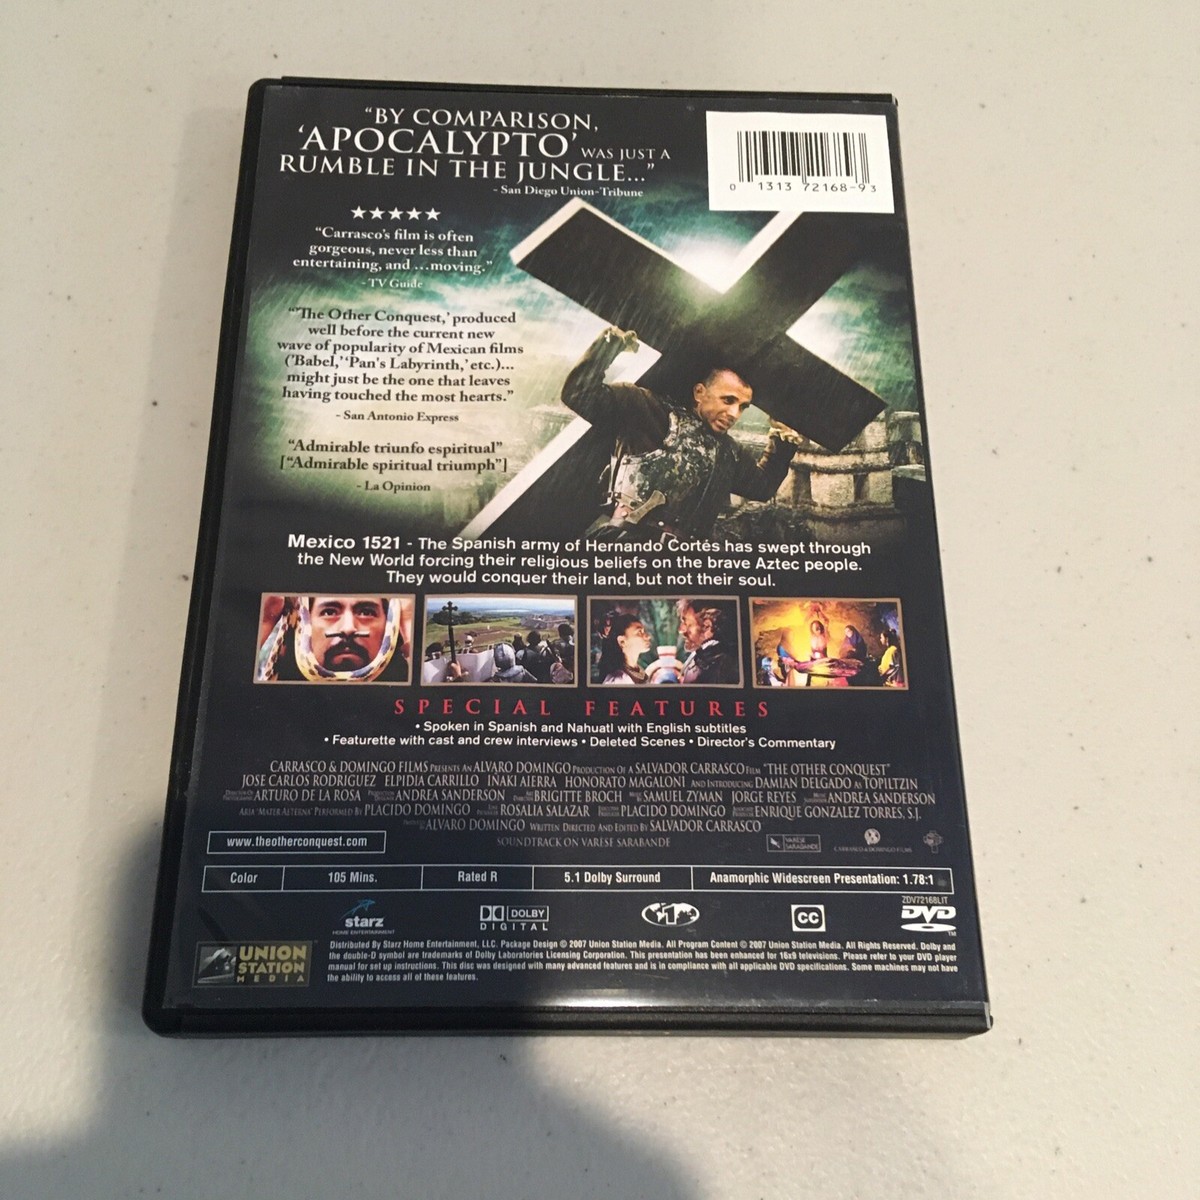 "BY COMPARISON,
'APOCALYPTO' WAS JUST A
RUMBLE IN THE JUNGLE..."
- San Diego Union-Tribune
0 1313 72168-9 3
★★★★★
"Carrasco's film is often
gorgeous, never less than
entertaining, and ...moving."
- TV Guide
"'The Other Conquest,' produced
well before the current new
wave of popularity of Mexican films
('Babel,' 'Pan's Labyrinth,' etc.)...
might just be the one that leaves
having touched the most hearts."
- San Antonio Express
"Admirable triunfo espiritual"
["Admirable spiritual triumph"]
- La Opinion
Mexico 1521 - The Spanish army of Hernando Cortés has swept through
the New World forcing their religious beliefs on the brave Aztec people.
They would conquer their land, but not their soul.
SPECIAL FEATURES
• Spoken in Spanish and Nahuatl with English subtitles
• Featurette with cast and crew interviews • Deleted Scenes • Director's Commentary
CARRASCO & DOMINGO FILMS PRESENTS AN ALVARO DOMINGO PRODUCTION OF A SALVADOR CARRASCO FILM "THE OTHER CONQUEST"
JOSE CARLOS RODRIGUEZ ELPIDIA CARRILLO IÑAKI AIERRA HONORATO MAGALONI AND INTRODUCING DAMIAN DELGADO AS TOPILTZIN
ARTURO DE LA ROSA ANDREA SANDERSON BRIGITTE BROCH SAMUEL ZYMAN JORGE REYES ANDREA SANDERSON
ARIA 'MATER AETERNA' PERFORMED BY PLACIDO DOMINGO ROSALIA SALAZAR PLACIDO DOMINGO ENRIQUE GONZALEZ TORRES, S.J.
ALVARO DOMINGO WRITTEN DIRECTED AND EDITED BY SALVADOR CARRASCO
SOUNDTRACK ON VARESE SARABANDE
www.theotherconquest.com
VARESE SARABANDE
CARRASCO & DOMINGO FILMS
Color 105 Mins. Rated R 5.1 Dolby Surround Anamorphic Widescreen Presentation: 1.78:1
ZDV72168LIT
starz
HOME ENTERTAINMENT
DOLBY
DIGITAL
1
CC
DVD
TM
UNION
STATION
MEDIA
Distributed By Starz Home Entertainment, LLC. Package Design © 2007 Union Station Media. All Program Content © 2007 Union Station Media. All Rights Reserved. Dolby and
the double-D symbol are trademarks of Dolby Laboratories Licensing Corporation. This presentation has been enhanced for 16x9 televisions. Please refer to your DVD player
manual for set up instructions. This disc was designed with many advanced features and is in compliance with all applicable DVD specifications. Some machines may not have
the ability to access all of these features.